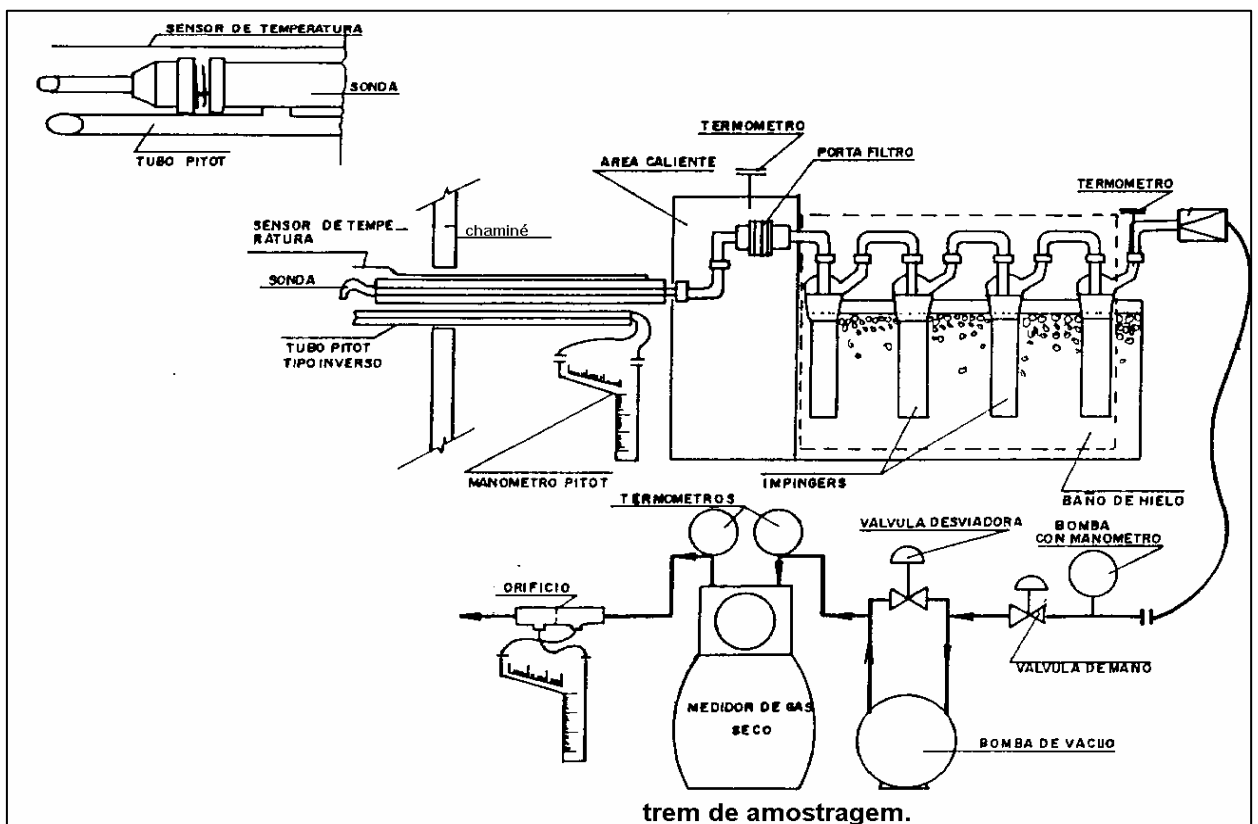 SENSOR DE TEMPERATURA
SONDA
TUBO PITOT
TERMOMETRO
AREA CALIENTE
PORTA FILTRO
TERMOMETRO
SENSOR DE TEMPE-
RATURA
chaminé
SONDA
TUBO PITOT
TIPO INVERSO
MANOMETRO PITOT
IMPINGERS
BAÑO DE HIELO
TERMOMETROS
VALVULA DESVIADORA
BOMBA
CON MANOMETRO
ORIFICIO
VALVULA DE MANO
MEDIDOR DE GAS
SECO
BOMBA DE VACUO
trem de amostragem.